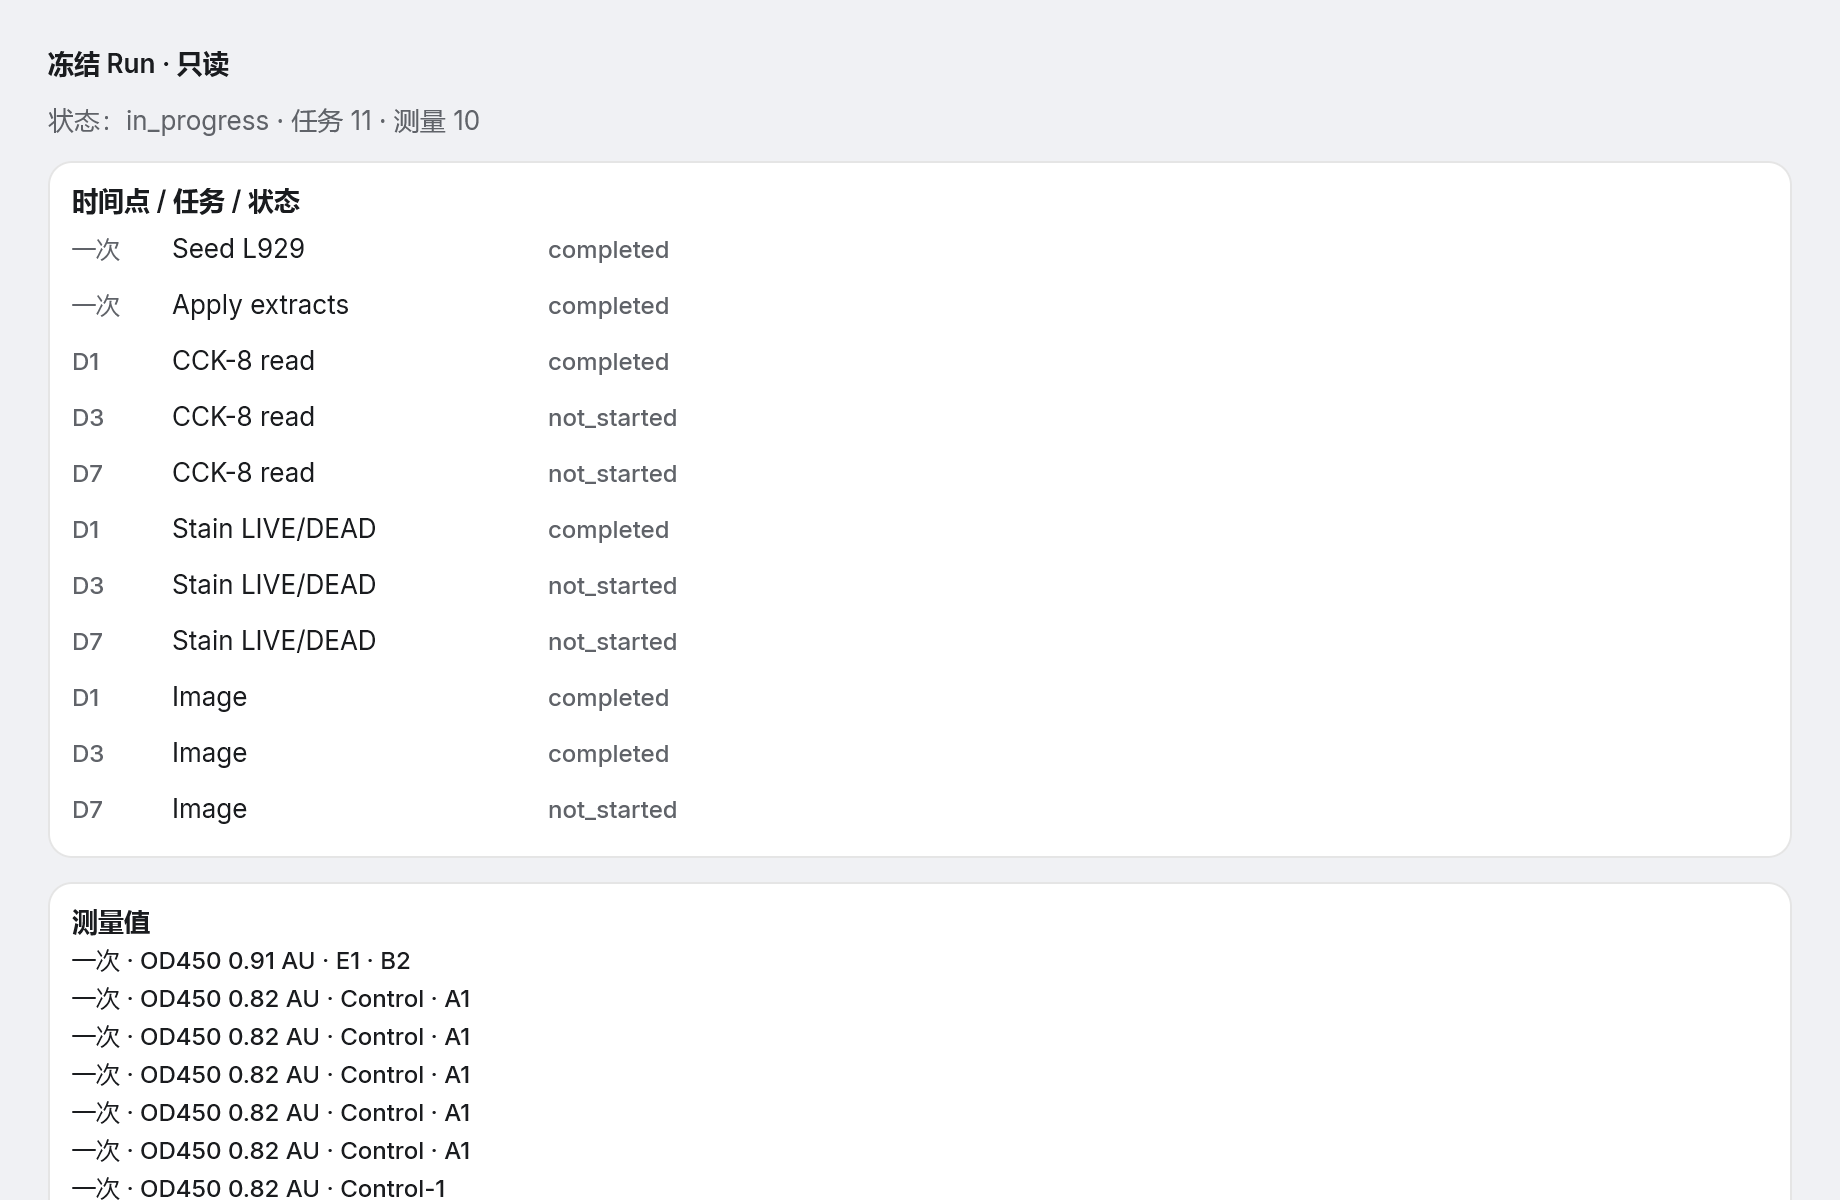 冻结 Run · 只读
状态：in_progress · 任务 11 · 测量 10
时间点 / 任务 / 状态
一次 Seed L929 completed
一次 Apply extracts completed
D1 CCK-8 read completed
D3 CCK-8 read not_started
D7 CCK-8 read not_started
D1 Stain LIVE/DEAD completed
D3 Stain LIVE/DEAD not_started
D7 Stain LIVE/DEAD not_started
D1 Image completed
D3 Image completed
D7 Image not_started
测量值
一次 · OD450 0.91 AU · E1 · B2
一次 · OD450 0.82 AU · Control · A1
一次 · OD450 0.82 AU · Control · A1
一次 · OD450 0.82 AU · Control · A1
一次 · OD450 0.82 AU · Control · A1
一次 · OD450 0.82 AU · Control · A1
一次 · OD450 0.82 AU · Control-1